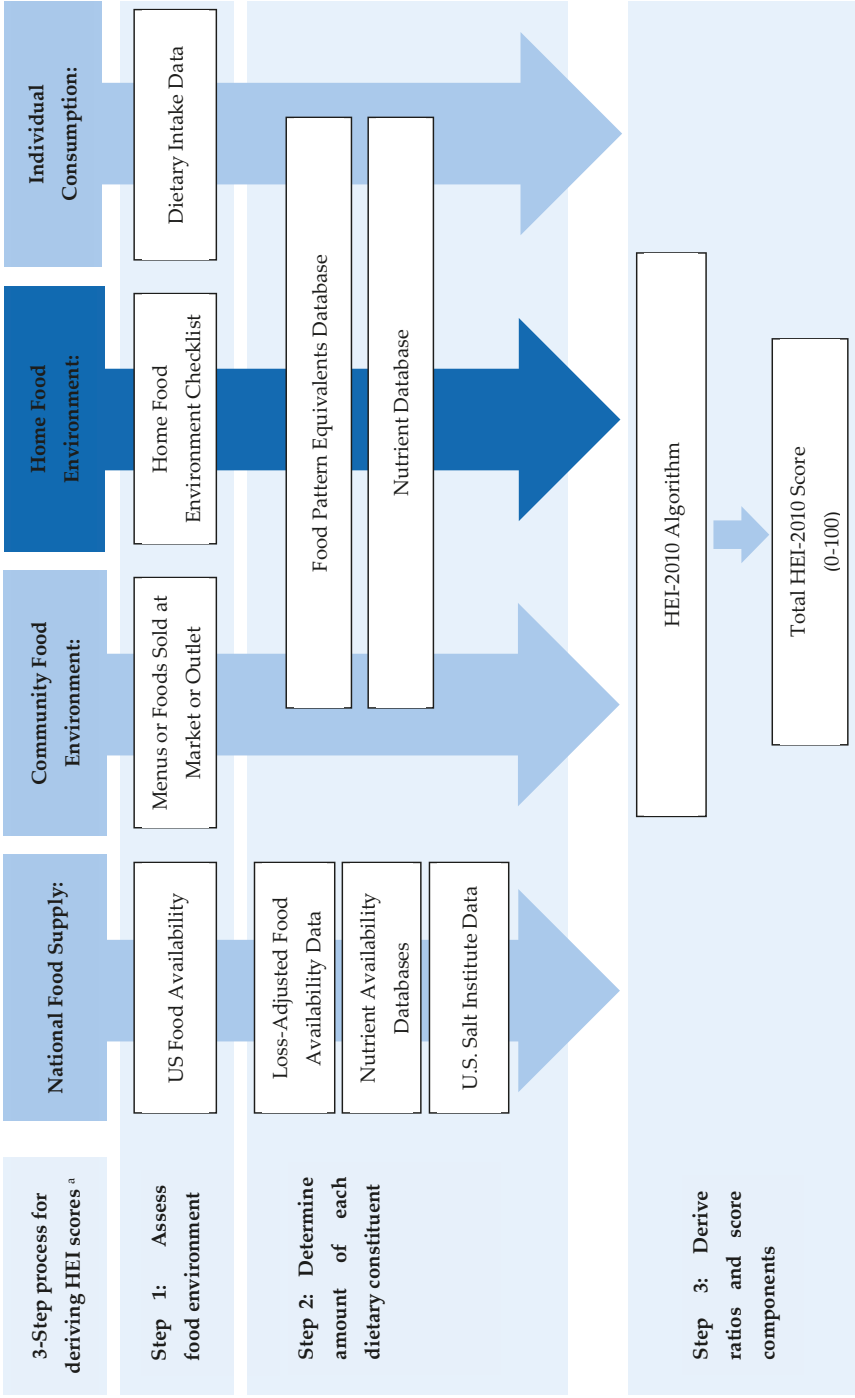 3-Step process for
deriving HEI scores a
National Food Supply:
Community Food
Environment:
Home Food
Environment:
Individual
Consumption:
Step 1: Assess
food environment
US Food Availability
Menus or Foods Sold at
Market or Outlet
Home Food
Environment Checklist
Dietary Intake Data
Step 2: Determine
amount of each
dietary constituent
Loss-Adjusted Food
Availability Data
Nutrient Availability
Databases
U.S. Salt Institute Data
Food Pattern Equivalents Database
Nutrient Database
Step 3: Derive
ratios and score
components
HEI-2010 Algorithm
Total HEI-2010 Score
(0-100)